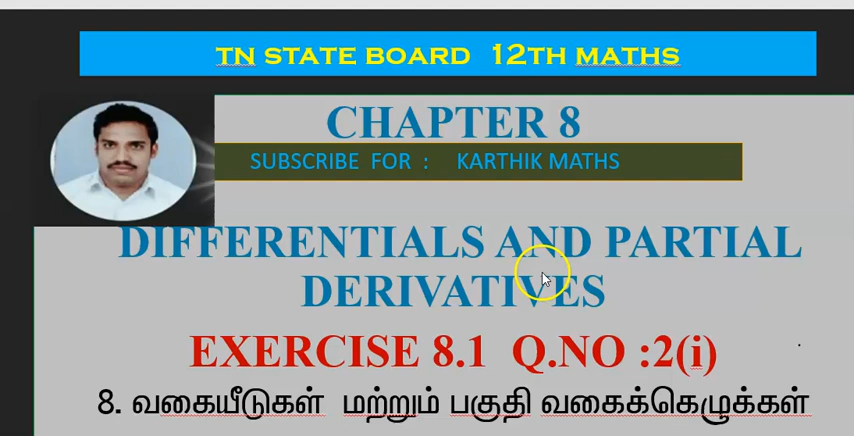 TN STATE BOARD 12TH MATHS
CHAPTER 8
SUBSCRIBE FOR : KARTHIK MATHS
DIFFERENTIALS AND PARTIAL
DERIVATIVES
EXERCISE 8.1 Q.NO :2(i)
8. வகையீடுகள் மற்றும் பகுதி வகைக்கெழுக்கள்